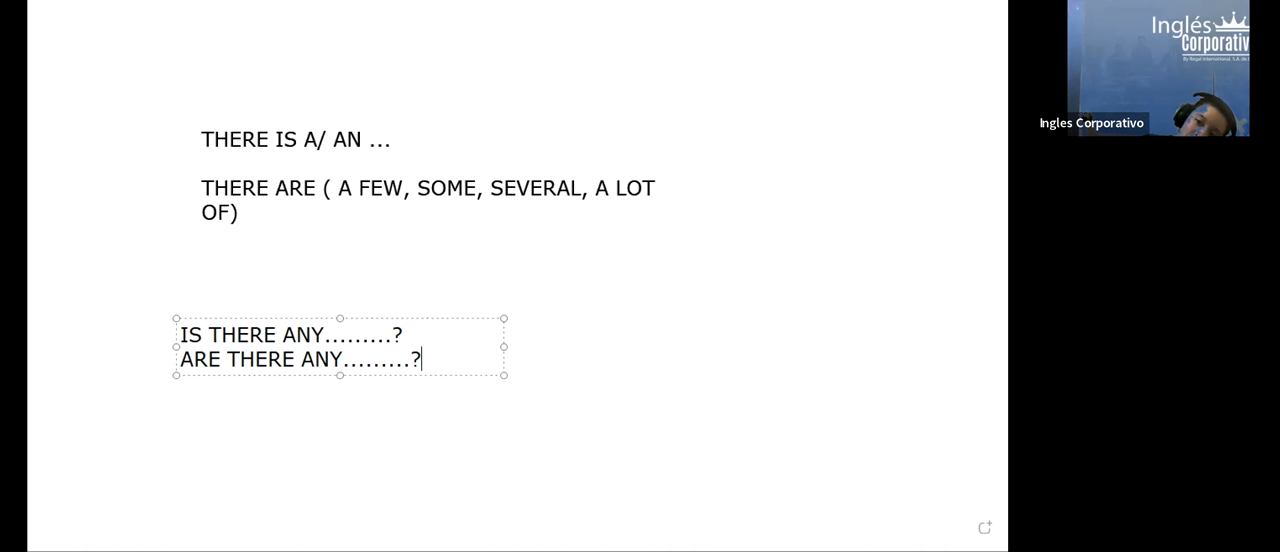 THERE IS A/ AN ...
THERE ARE ( A FEW, SOME, SEVERAL, A LOT
OF)
IS THERE ANY.........?
ARE THERE ANY.........?
Inglés
Corporativ
Ingles Corporativo